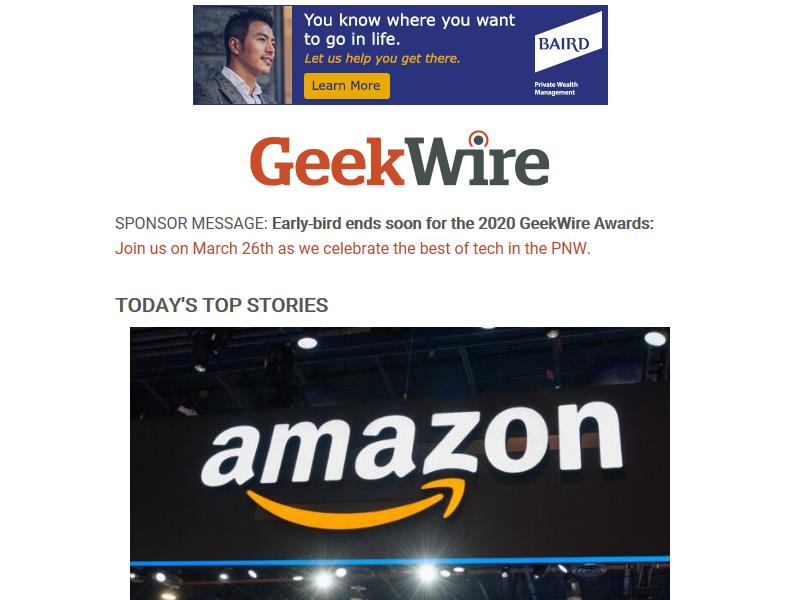 You know where you want
to go in life.
Let us help you get there.
Learn More
BAIRD
Private Wealth
Management
GeekWire
SPONSOR MESSAGE: Early-bird ends soon for the 2020 GeekWire Awards:
Join us on March 26th as we celebrate the best of tech in the PNW.
TODAY'S TOP STORIES
amazon